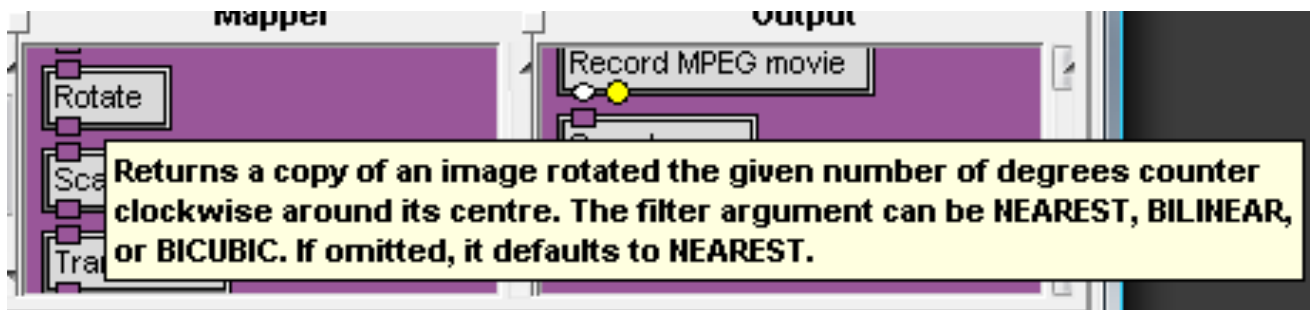 Mapper
Output
Record MPEG movie
Rotate
Returns a copy of an image rotated the given number of degrees counter
clockwise around its centre. The filter argument can be NEAREST, BILINEAR,
or BICUBIC. If omitted, it defaults to NEAREST.